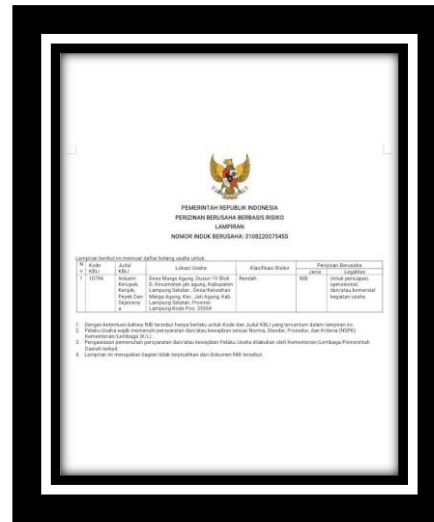 PEMERINTAH REPUBLIK INDONESIA
PERIZINAN BERUSAHA BERBASIS RISIKO
LAMPIRAN
NOMOR INDUK BERUSAHA: 3108220075455
Lampiran berikut ini memuat daftar bidang usaha untuk:
No Kode KBLI Judul KBLI Lokasi Usaha Klasifikasi Risiko Perizinan Berusaha
Jenis Legalitas
1 10794 Industri Kerupuk, Keripik, Peyek Dan Sejenisnya
Desa Marga Agung, Dusun 1V Blok
D, Kecamatan jati agung, Kabupaten
Lampung Selatan, Desa/Kelurahan
Marga Agung, Kec. Jati Agung, Kab.
Lampung Selatan, Provinsi
Lampung Kode Pos: 35364
Rendah
NIB
Untuk persiapan,
operasional,
dan/atau komersial
kegiatan usaha
1. Dengan ketentuan bahwa NIB tersebut hanya berlaku untuk Kode dan Judul KBLI yang tercantum dalam lampiran ini.
2. Pelaku Usaha wajib memenuhi persyaratan dan/atau kewajiban sesuai Norma, Standar, Prosedur, dan Kriteria (NSPK)
Kementerian/Lembaga (K/L).
3. Pengawasan pemenuhan persyaratan dan/atau kewajiban Pelaku Usaha dilakukan oleh Kementerian/Lembaga/Pemerintah
Daerah terkait.
4. Lampiran ini merupakan bagian tidak terpisahkan dari dokumen NIB tersebut.